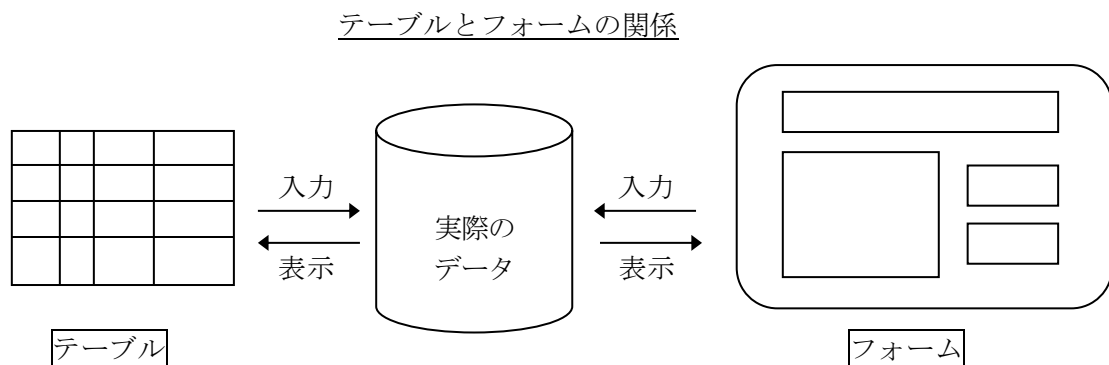 テーブルとフォームの関係
入力
表示
実際の
データ
入力
表示
テーブル
フォーム